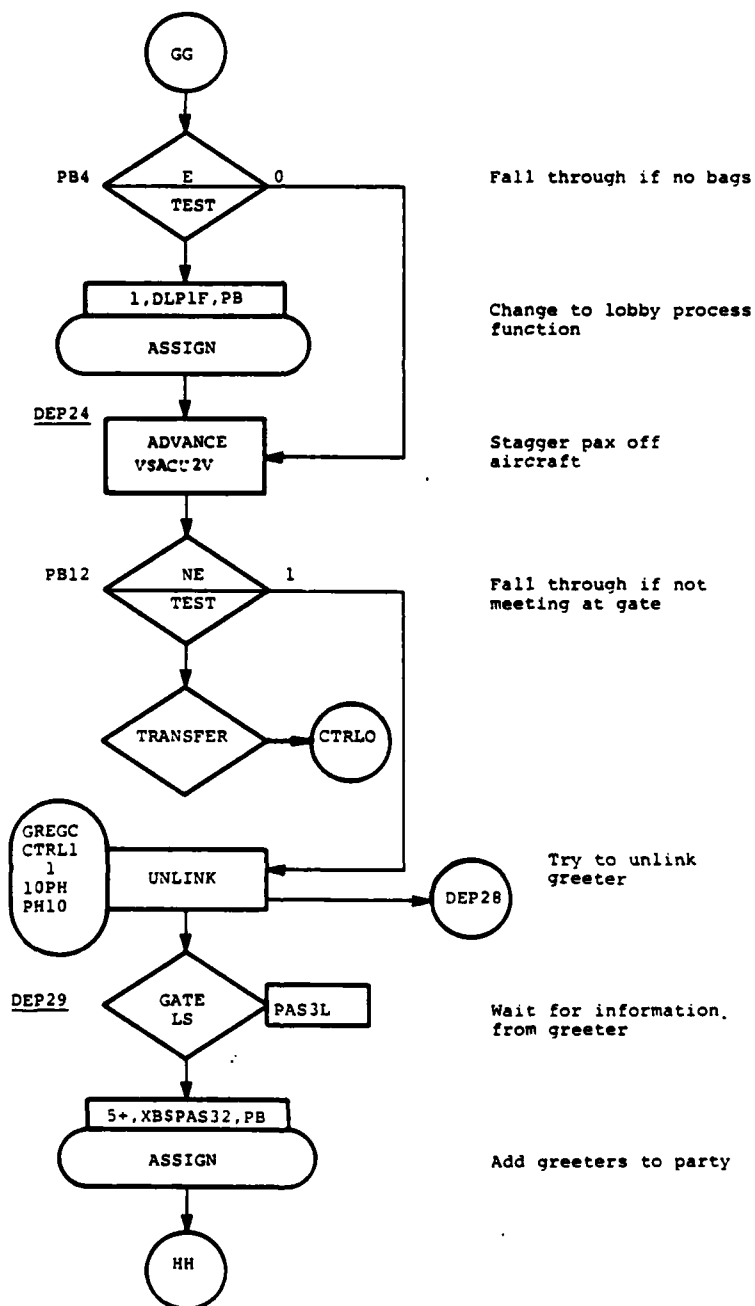 GG
PB4 E 0 Fall through if no bags
TEST
1,DLP1F,PB
Change to lobby process
function
ASSIGN
DEP24
ADVANCE Stagger pax off
aircraft
PB12 NE 1 Fall through if not
TEST meeting at gate
TRANSFER CTRLO
GREGC
CTRL1
1
10PH
PH10
UNLINK
Try to unlink
greeter
DEP28
DEP29
GATE
LS
PAS3L
Wait for information.
from greeter
5+,XB$PAS32,PB
ASSIGN Add greeters to party
HH